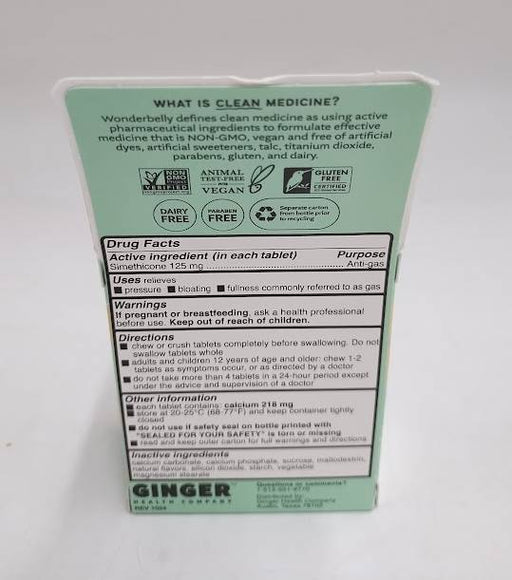 WHAT IS CLEAN MEDICINE?
Wonderbelly defines clean medicine as using active
pharmaceutical ingredients to formulate effective
medicine that is NON-GMO, vegan and free of artificial
dyes, artificial sweeteners, talc, titanium dioxide,
parabens, gluten, and dairy.
NON
GMO
VERIFIED
ANIMAL
TEST-FREE
VEGAN
GLUTEN
FREE
CERTIFIED
DAIRY
FREE
PARABEN
FREE
Separate carton
from bottle prior
to recycling
Drug Facts
Active ingredient (in each tablet) Purpose
Simethicone 125 mg Anti-gas
Uses relieves
■ pressure ■ bloating ■ fullness commonly referred to as gas
Warnings
If pregnant or breastfeeding, ask a health professional
before use. Keep out of reach of children.
Directions
■ chew or crush tablets completely before swallowing. Do not
swallow tablets whole
■ adults and children 12 years of age and older: chew 1-2
tablets as symptoms occur, or as directed by a doctor
■ do not take more than 4 tablets in a 24-hour period except
under the advice and supervision of a doctor
Other information
■ each tablet contains: calcium 218 mg
■ store at 20-25°C (68-77°F) and keep container tightly
closed
■ do not use if safety seal on bottle printed with
"SEALED FOR YOUR SAFETY" is torn or missing
■ read and keep outer carton for full warnings and directions
Inactive ingredients
calcium carbonate, calcium phosphate, sucrose, maltodextrin,
natural flavors, silicon dioxide, starch, vegetable
magnesium stearate
GINGER
HEALTH COMPANY
Questions or comments?
Distributed by:
Ginger Health Company
Austin, Texas